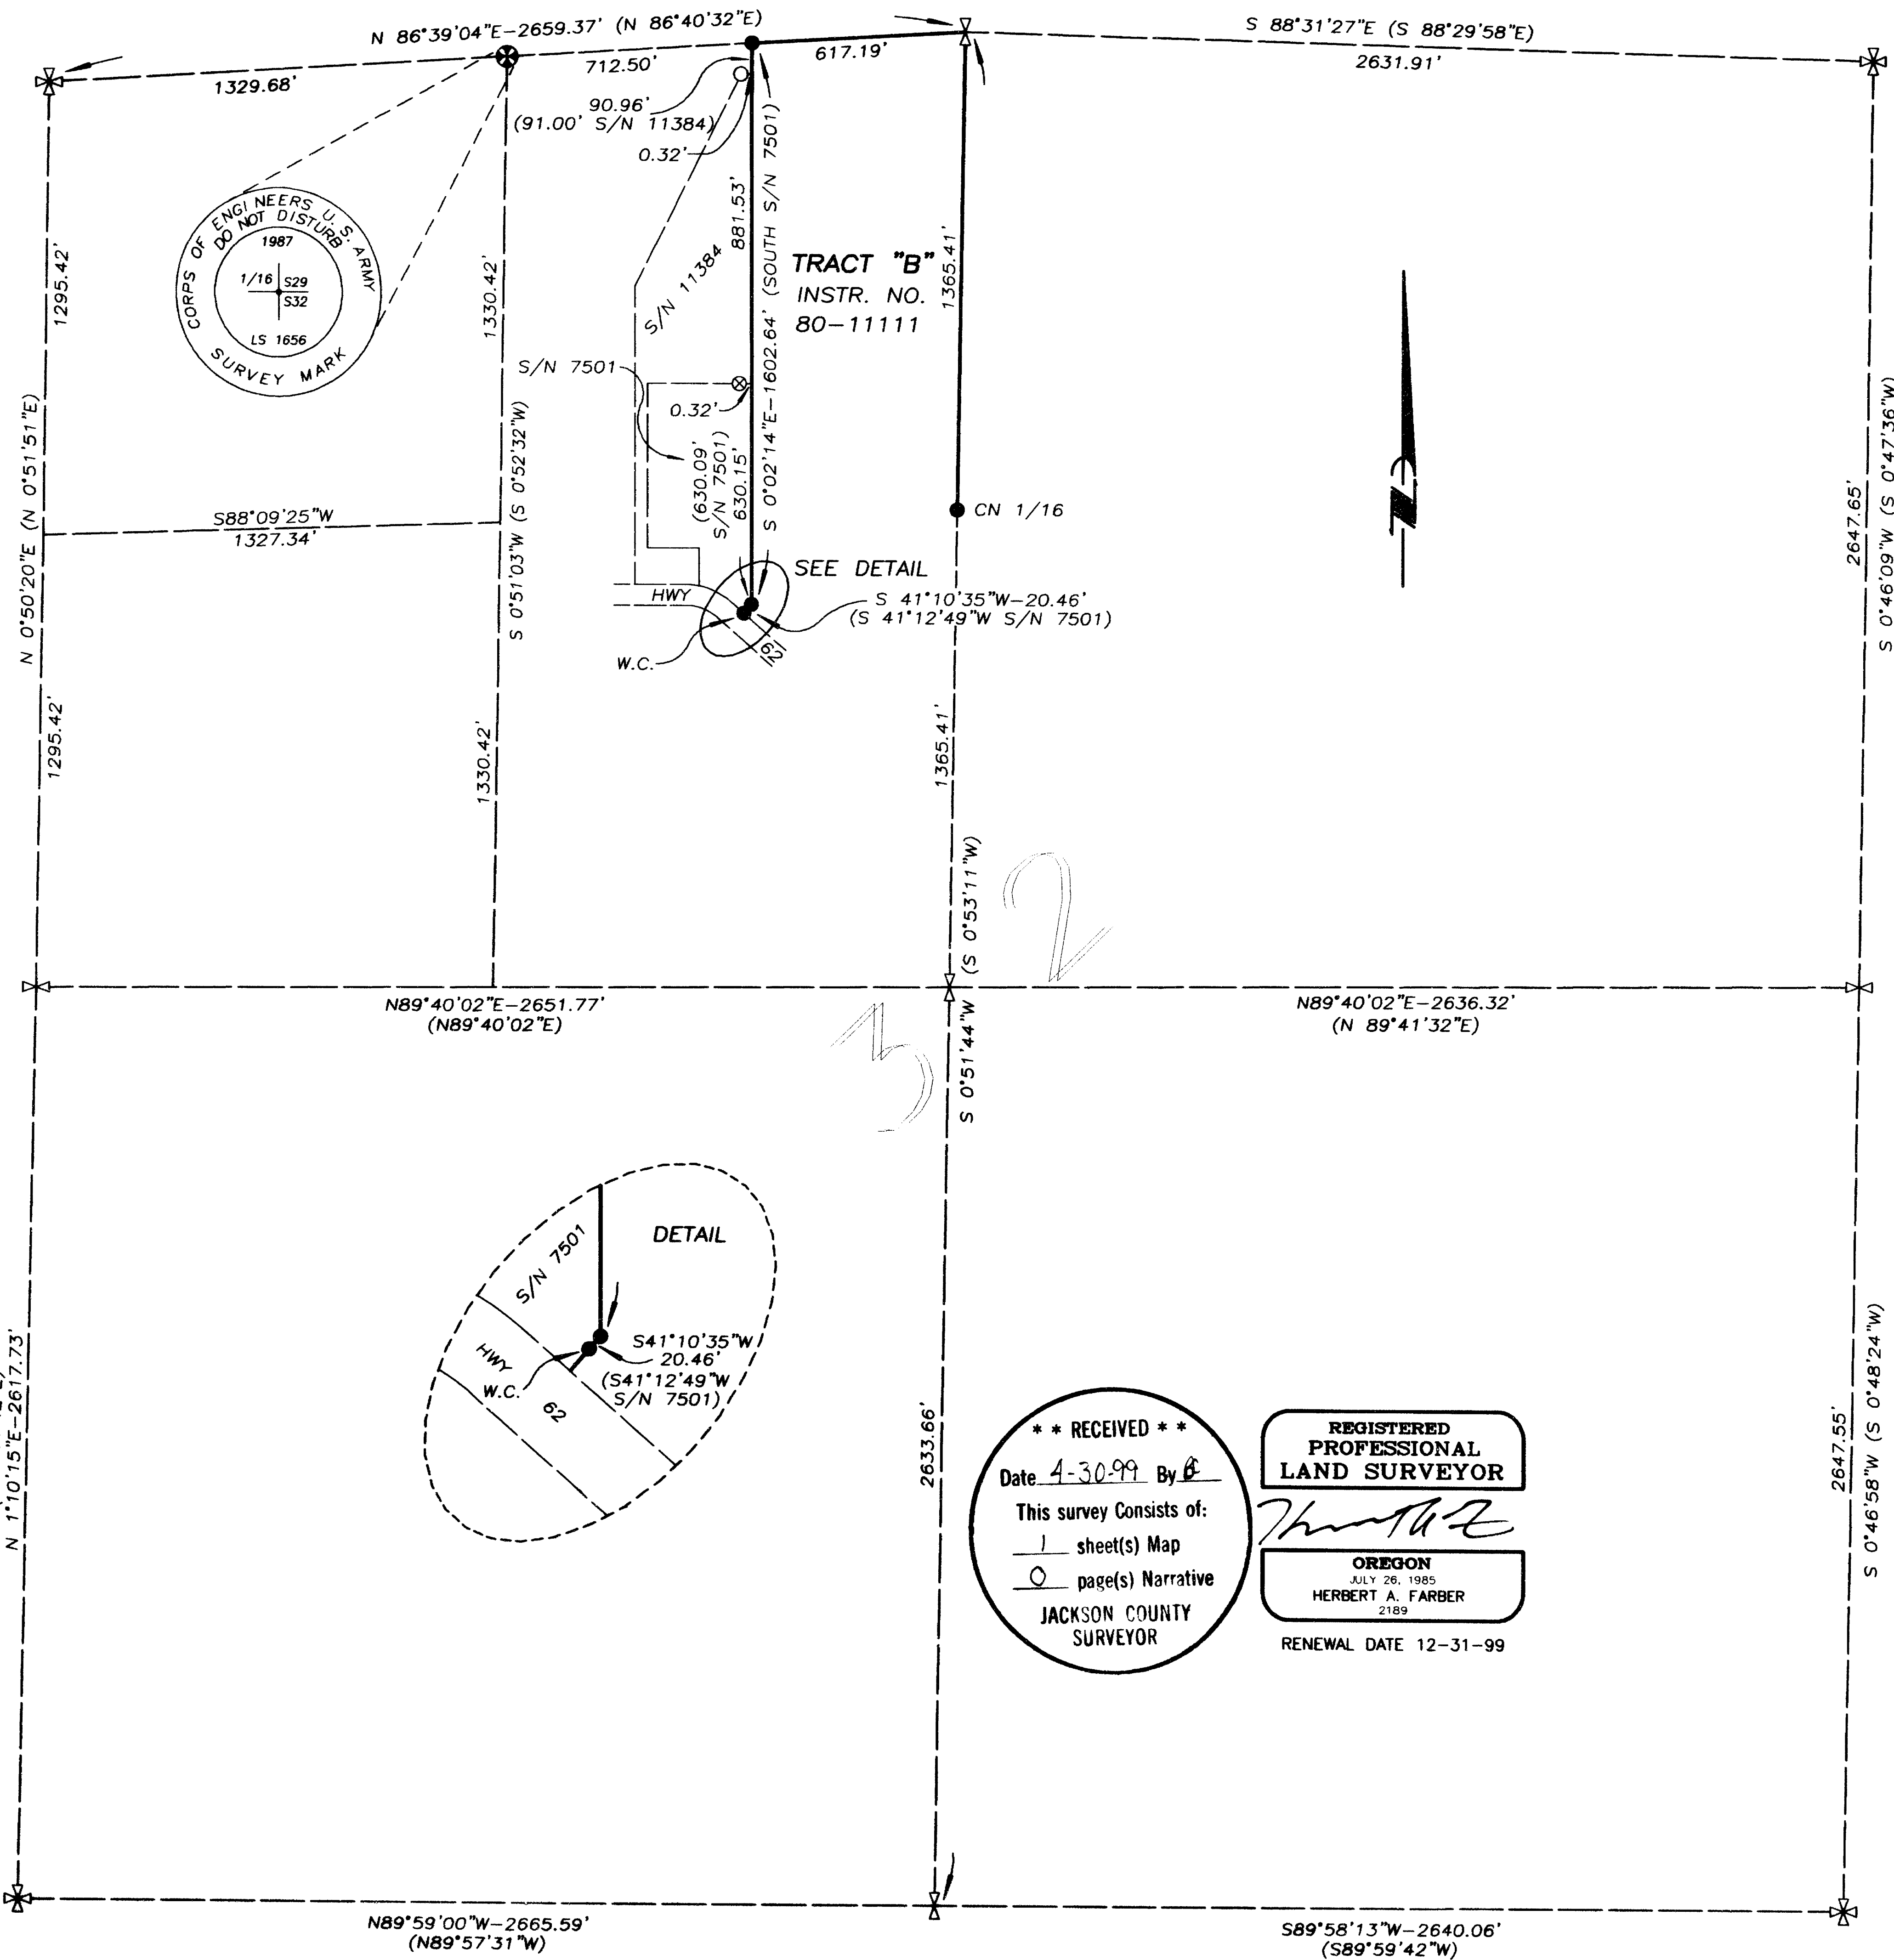 N 86°39'04"E-2659.37' (N 86°40'32"E)
S 88°31'27"E (S 88°29'58"E)
1329.68'
712.50'
617.19'
2631.91'
90.96'
(91.00' S/N 11384)
0.32'
CORPS OF ENGINEERS U. S. ARMY
DO NOT DISTURB
1987
1/16 S29
S32
LS 1656
SURVEY MARK
1295.42'
1330.42'
S/N 11384
881.53'
S 0°02'14"E-1602.64' (SOUTH S/N 7501)
TRACT "B"
INSTR. NO.
80-11111
1365.41'
S/N 7501
0.32'
(630.09'
S/N 7501)
630.15'
N 0°50'20"E (N 0°51'51"E)
S 0°51'03"W (S 0°52'32"W)
S88°09'25"W
1327.34'
CN 1/16
2647.65'
S 0°46'09"W (S 0°47'36"W)
N
SEE DETAIL
HWY
62
S 41°10'35"W-20.46'
(S 41°12'49"W S/N 7501)
W.C.
1295.42'
1330.42'
1365.41'
(S 0°53'11"W)
2
N89°40'02"E-2651.77'
(N89°40'02"E)
N89°40'02"E-2636.32'
(N 89°41'32"E)
3
S 0°51'44"W
DETAIL
S/N 7501
S41°10'35"W
20.46'
(S41°12'49"W
S/N 7501)
HWY
W.C.
62
N 1°10'15"E-2617.73'
2633.66'
2647.55'
S 0°46'58"W (S 0°48'24"W)
* * RECEIVED * *
Date 4-30-99 By
This survey Consists of:
1 sheet(s) Map
0 page(s) Narrative
JACKSON COUNTY
SURVEYOR
REGISTERED
PROFESSIONAL
LAND SURVEYOR
OREGON
JULY 26, 1985
HERBERT A. FARBER
2189
RENEWAL DATE 12-31-99
N89°59'00"W-2665.59'
(N89°57'31"W)
S89°58'13"W-2640.06'
(S89°59'42"W)